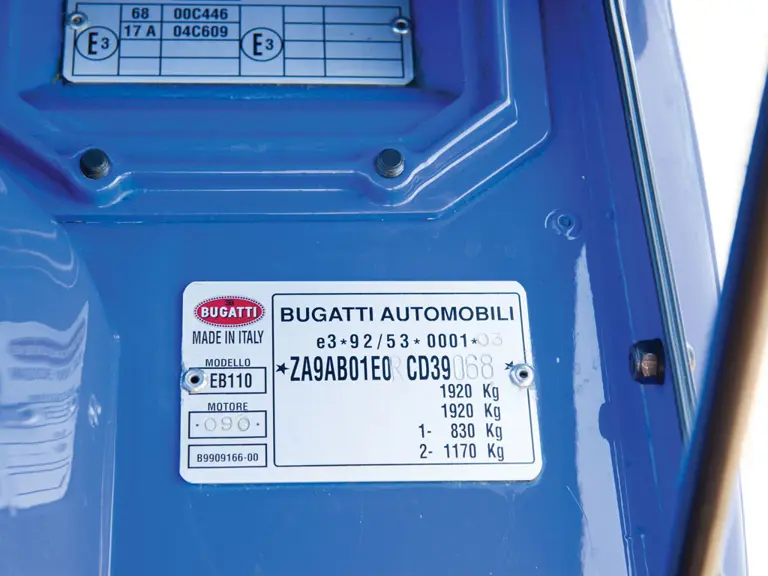 68 00C446
E3 17 A 04C609 E3
BUGATTI
MADE IN ITALY
MODELLO
EB110
MOTORE
·090·
B9909166-00
BUGATTI AUTOMOBILI
e3*92/53*0001*03
*ZA9AB01E0R CD39068*
1920 Kg
1920 Kg
1- 830 Kg
2- 1170 Kg